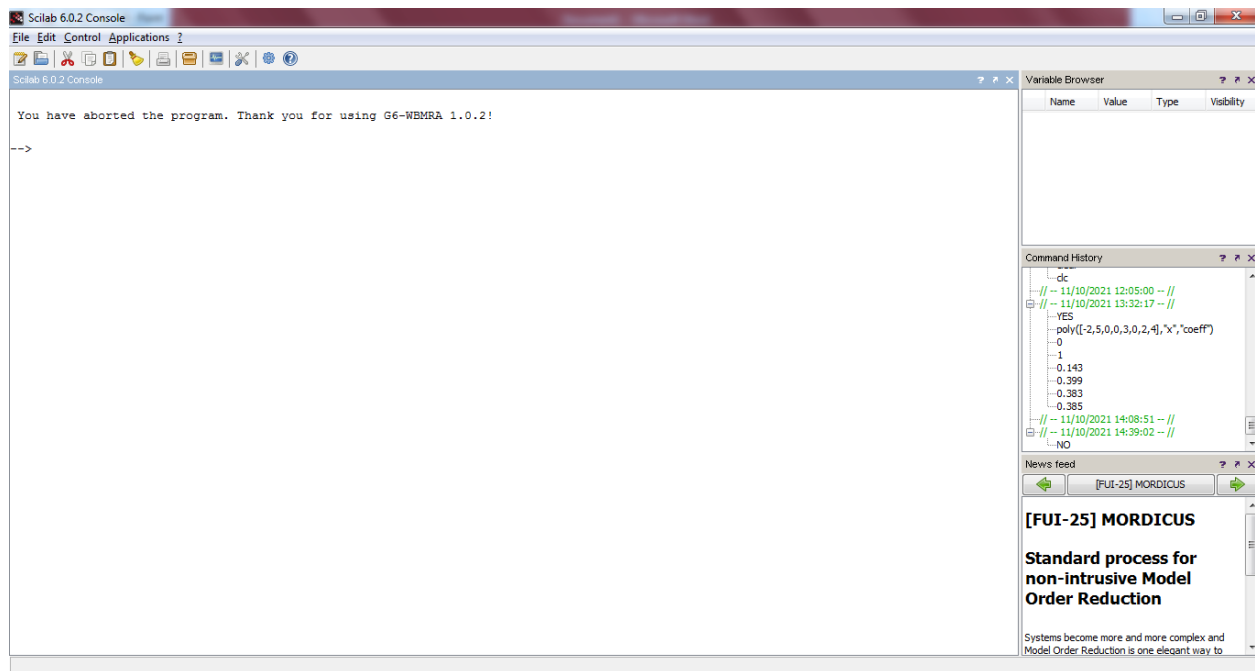 Scilab 6.0.2 Console
File Edit Control Applications ?
Scilab 6.0.2 Console
You have aborted the program. Thank you for using G6-WBMRA 1.0.2!
-->
Variable Browser
Name Value Type Visibility
Command History
clc
// -- 11/10/2021 12:05:00 -- //
// -- 11/10/2021 13:32:17 -- //
YES
poly([-2,5,0,0,3,0,2,4],"x","coeff")
0
1
0.143
0.399
0.383
0.385
// -- 11/10/2021 14:08:51 -- //
// -- 11/10/2021 14:39:02 -- //
NO
News feed
[FUI-25] MORDICUS
[FUI-25] MORDICUS
Standard process for
non-intrusive Model
Order Reduction
Systems become more and more complex and
Model Order Reduction is one elegant way to